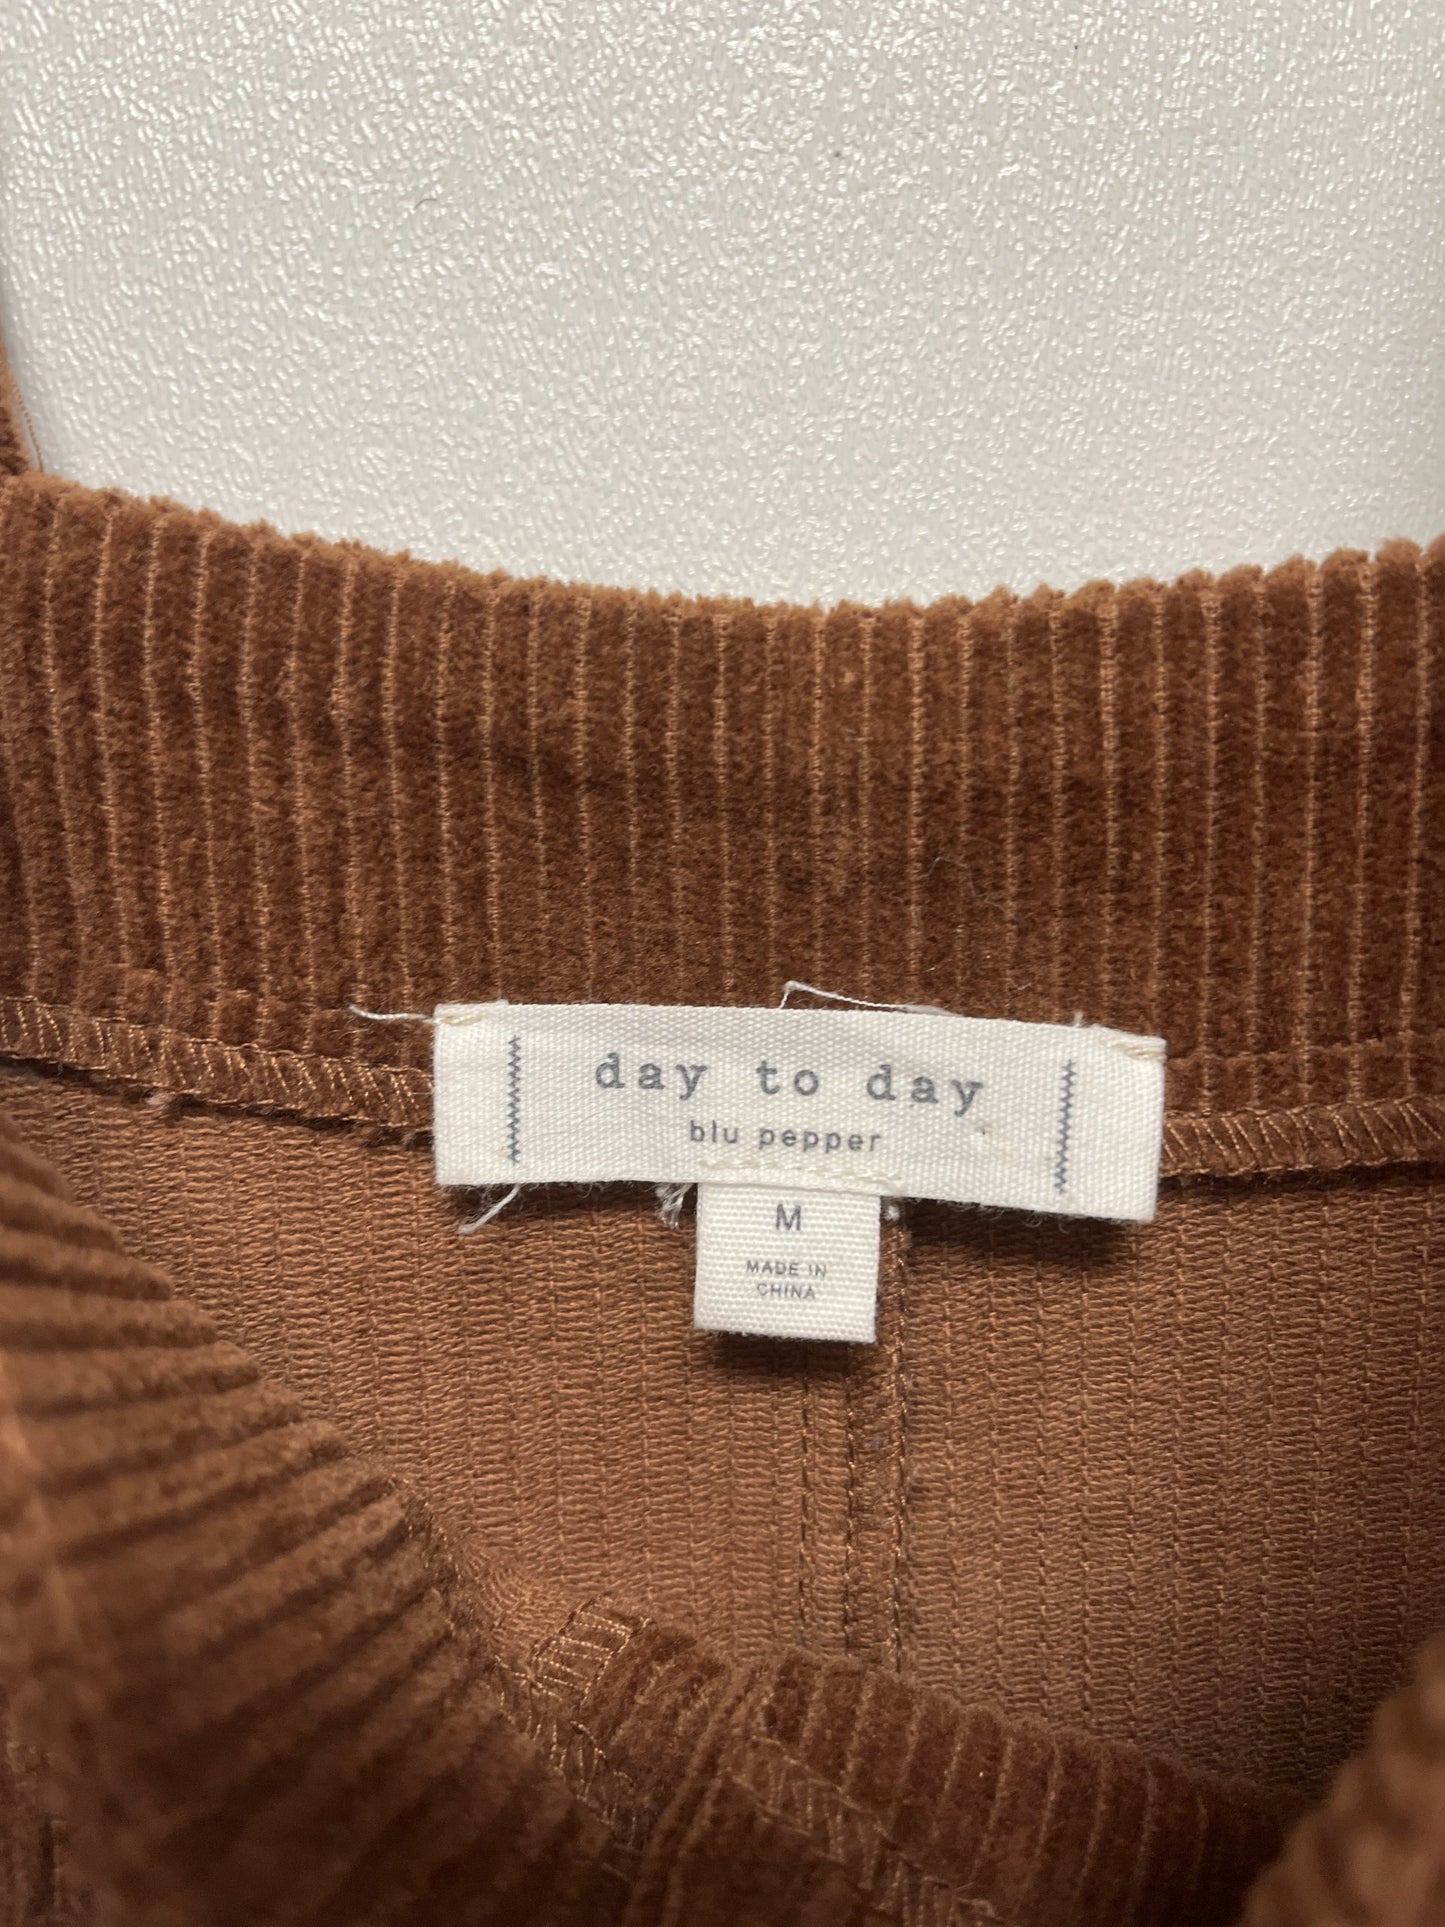 day to day
blu pepper
M
MADE IN
CHINA